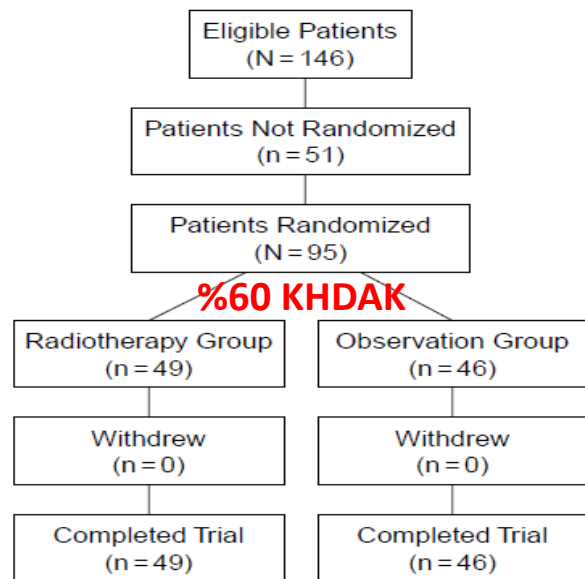 Eligible Patients
(N = 146)
Patients Not Randomized
(n = 51)
Patients Randomized
(N = 95)
%60 KHDAK
Radiotherapy Group
(n = 49)
Observation Group
(n = 46)
Withdrew
(n = 0)
Withdrew
(n = 0)
Completed Trial
(n = 49)
Completed Trial
(n = 46)